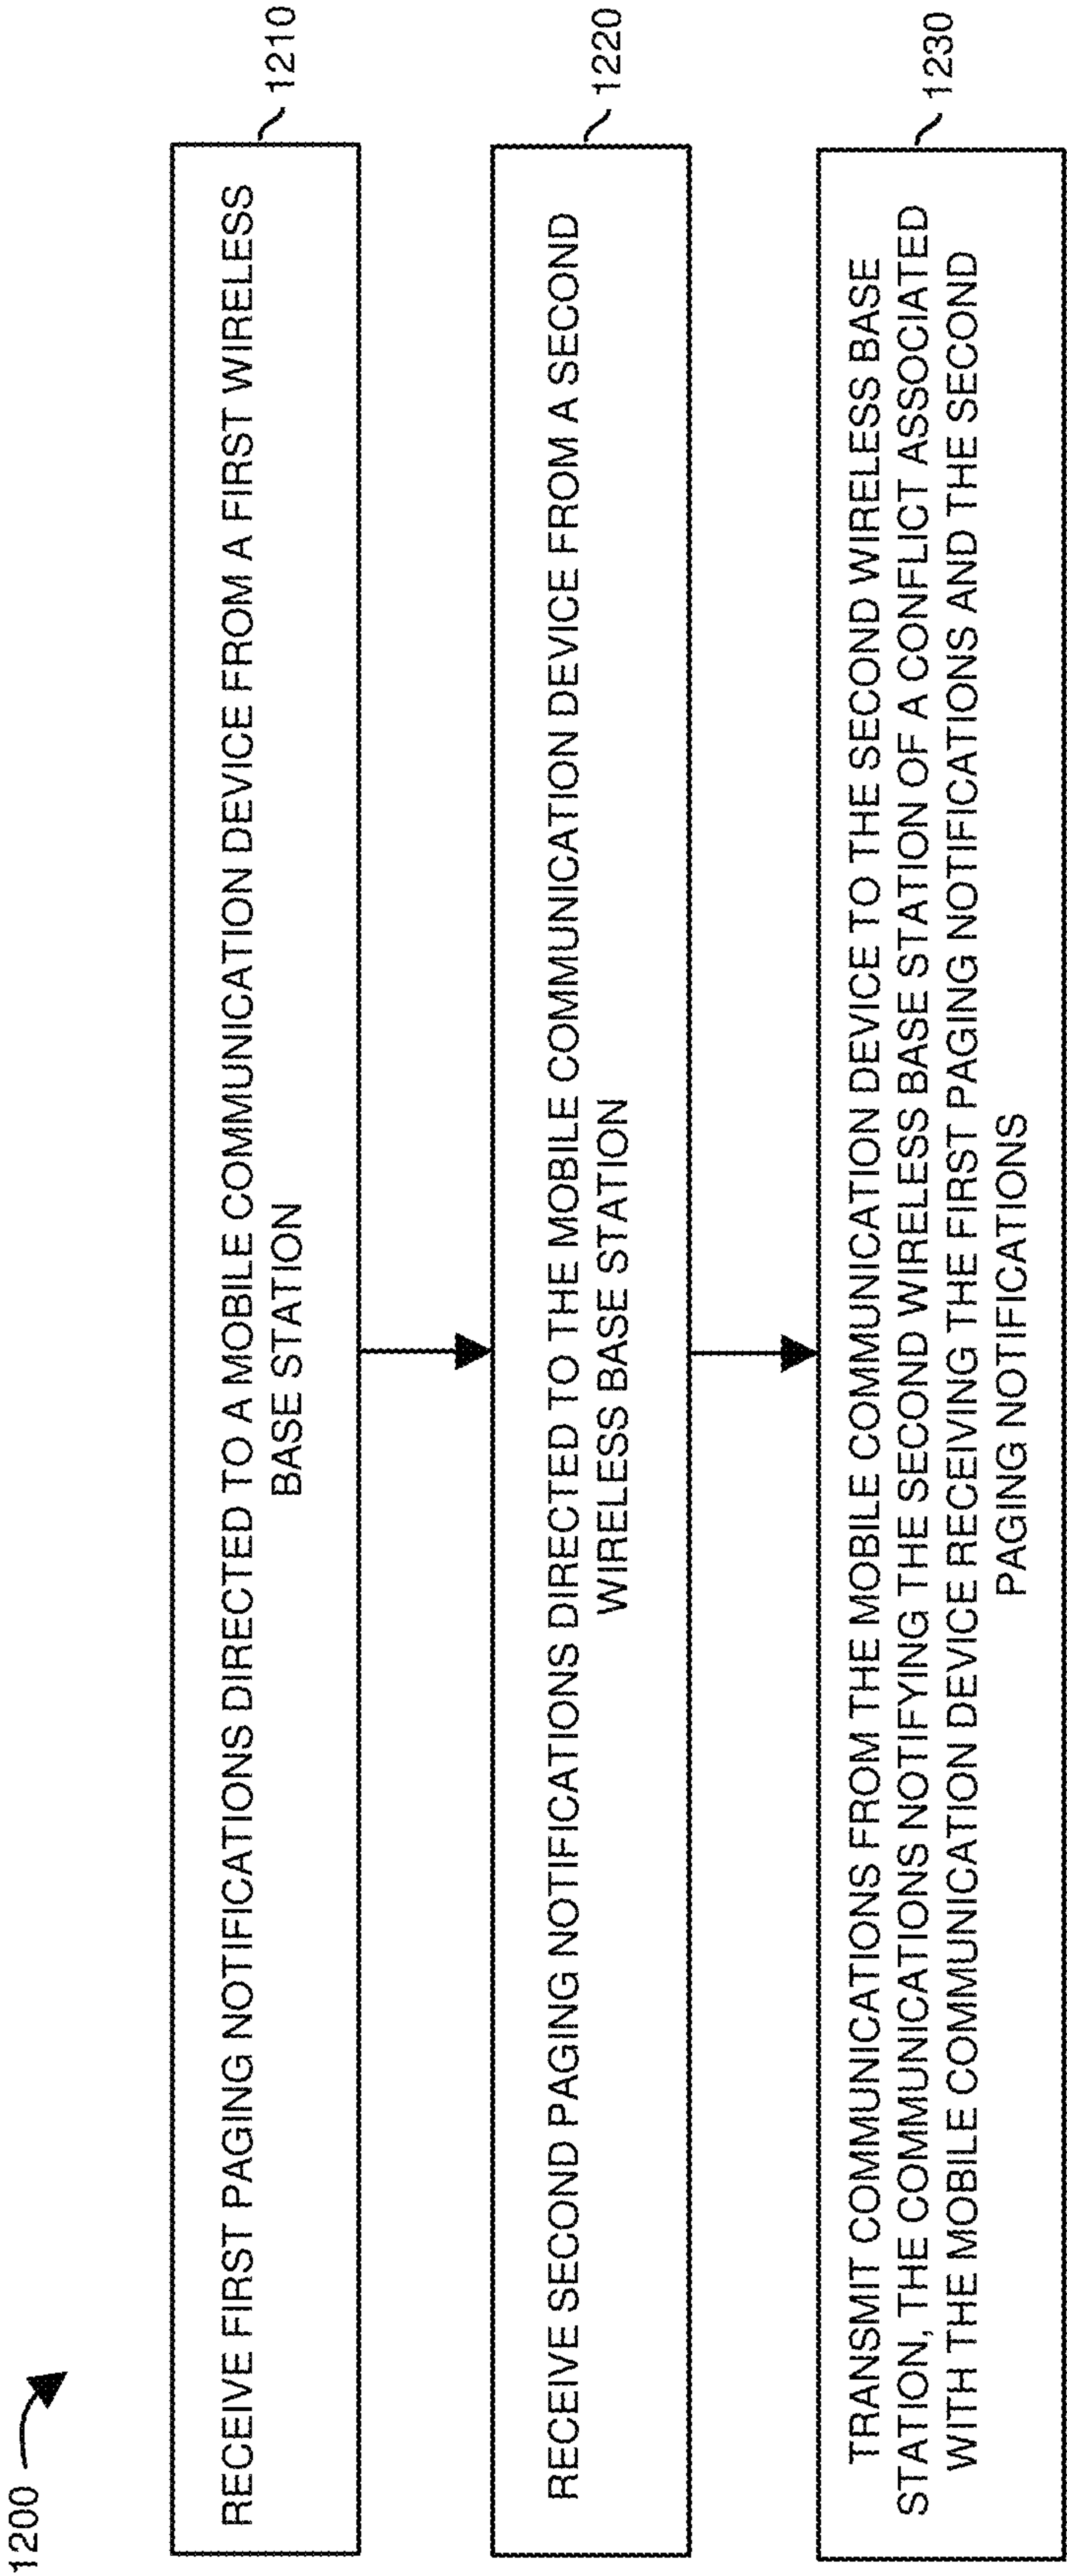 1200
RECEIVE FIRST PAGING NOTIFICATIONS DIRECTED TO A MOBILE COMMUNICATION DEVICE FROM A FIRST WIRELESS
BASE STATION
1210
RECEIVE SECOND PAGING NOTIFICATIONS DIRECTED TO THE MOBILE COMMUNICATION DEVICE FROM A SECOND
WIRELESS BASE STATION
1220
TRANSMIT COMMUNICATIONS FROM THE MOBILE COMMUNICATION DEVICE TO THE SECOND WIRELESS BASE
STATION, THE COMMUNICATIONS NOTIFYING THE SECOND WIRELESS BASE STATION OF A CONFLICT ASSOCIATED
WITH THE MOBILE COMMUNICATION DEVICE RECEIVING THE FIRST PAGING NOTIFICATIONS AND THE SECOND
PAGING NOTIFICATIONS
1230